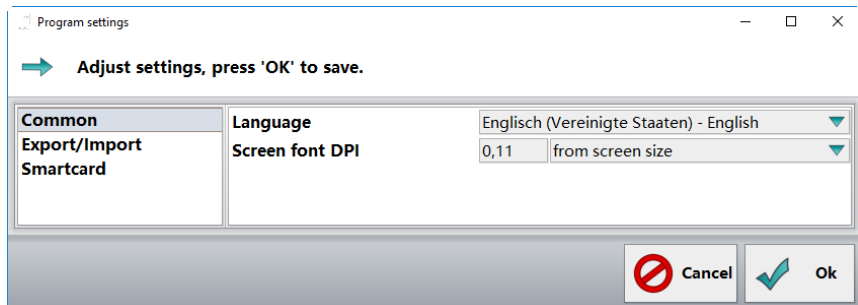 Program settings
Adjust settings, press 'OK' to save.
Common
Export/Import
Smartcard
Language Englisch (Vereinigte Staaten) - English
Screen font DPI 0,11 from screen size
Cancel Ok